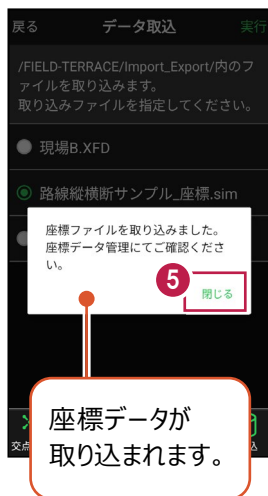 戻る データ取込 実行
/FIELD-TERRACE/Import_Export/内のフ
ァイルを取り込みます。
取り込みファイルを指定してください。
現場B.XFD
路線縦横断サンプル_座標.sim
座標ファイルを取り込みました。
座標データ管理にてご確認くださ
い。
5
閉じる
座標データが
取り込まれます。
交点